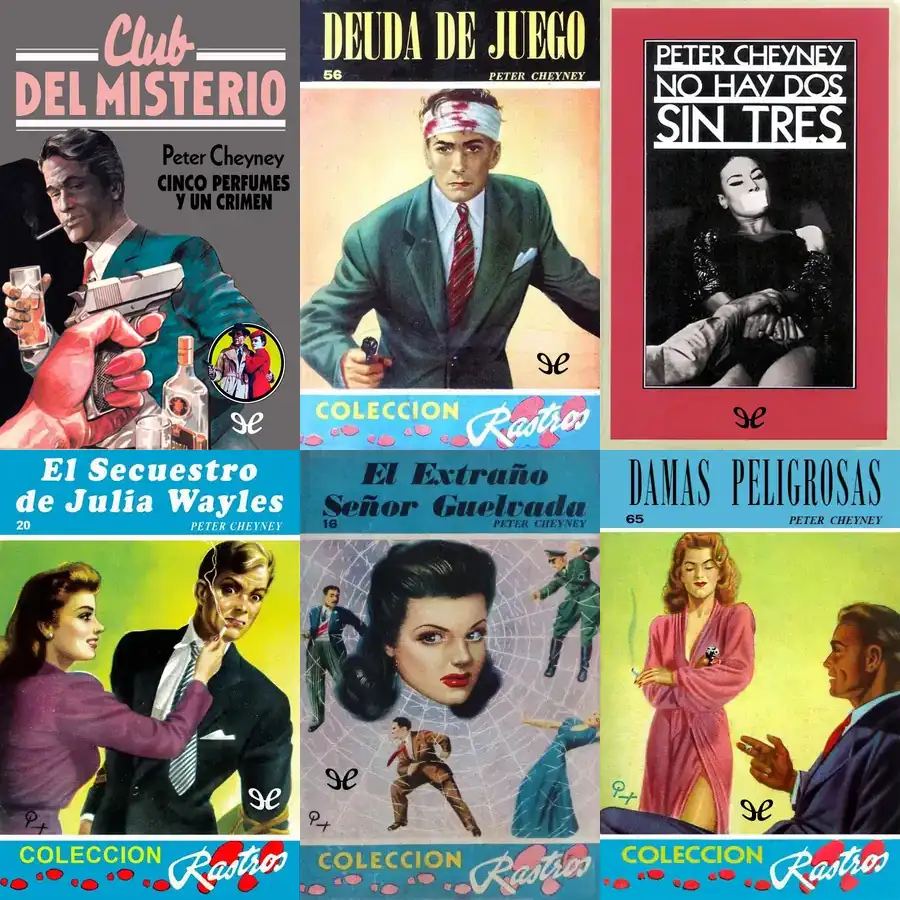 Club
DEL MISTERIO
Peter Cheyney
CINCO PERFUMES
Y UN CRIMEN
DEUDA DE JUEGO
56
PETER CHEYNEY
COLECCION
Rastros
PETER CHEYNEY
NO HAY DOS
SIN TRES
El Secuestro
de Julia Wayles
20
PETER CHEYNEY
COLECCION
Rastros
El Extraño
Señor Guelvada
16
PETER CHEYNEY
COLECCION
Rastros
DAMAS PELIGROSAS
65
PETER CHEYNEY
COLECCION
Rastros